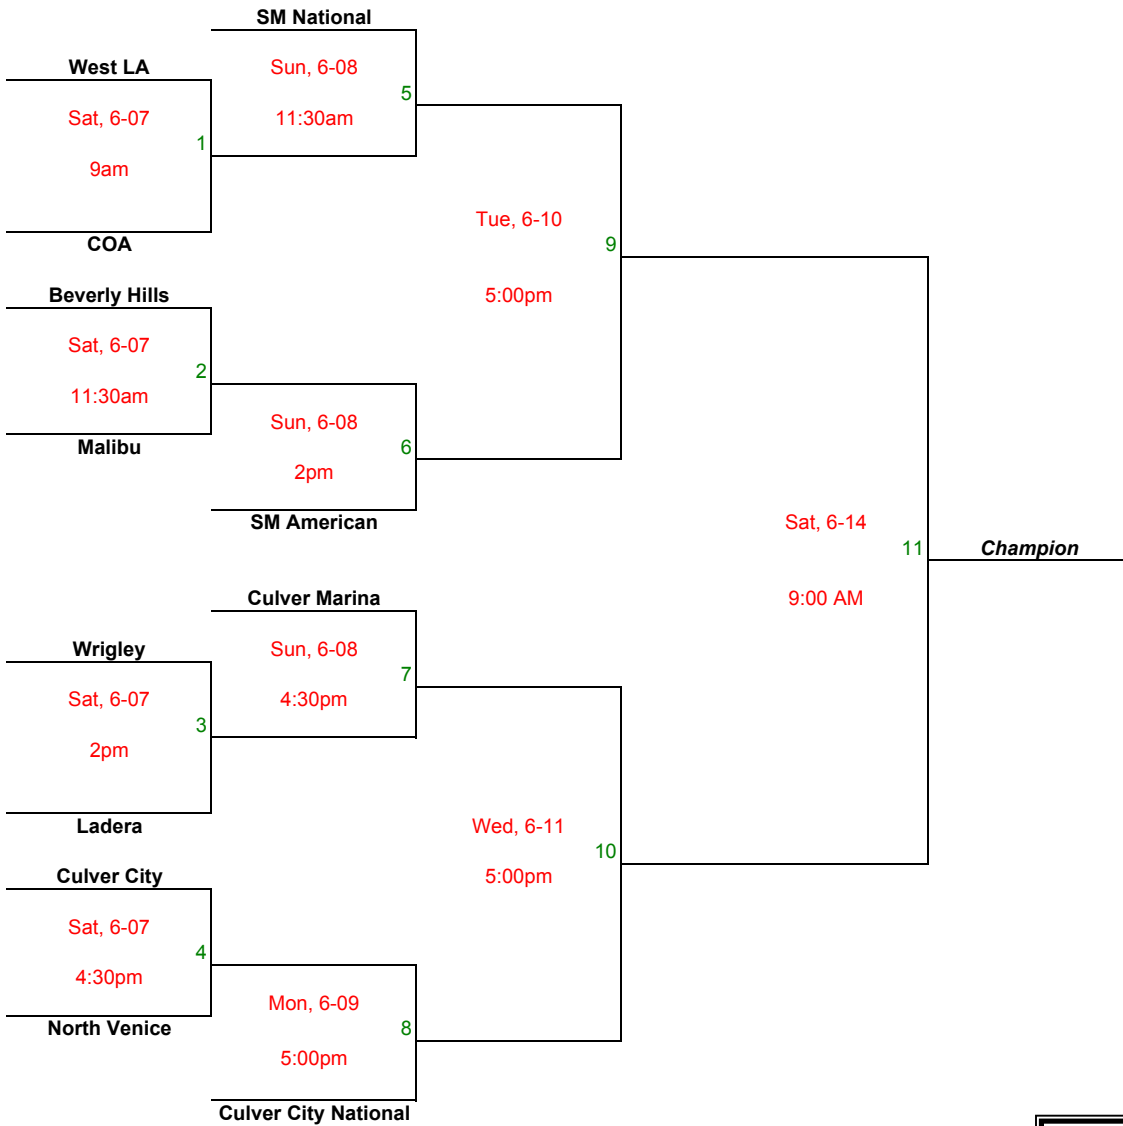 SM National
West LA
Sun, 6-08
5
Sat, 6-07
11:30am
1
9am
Tue, 6-10
9
COA
Beverly Hills
5:00pm
Sat, 6-07
2
11:30am
Sun, 6-08
6
Malibu
2pm
SM American
Sat, 6-14
11
Champion
9:00 AM
Culver Marina
Wrigley
Sun, 6-08
7
Sat, 6-07
4:30pm
3
2pm
Ladera
Wed, 6-11
10
Culver City
5:00pm
Sat, 6-07
4
4:30pm
Mon, 6-09
8
North Venice
5:00pm
Culver City National